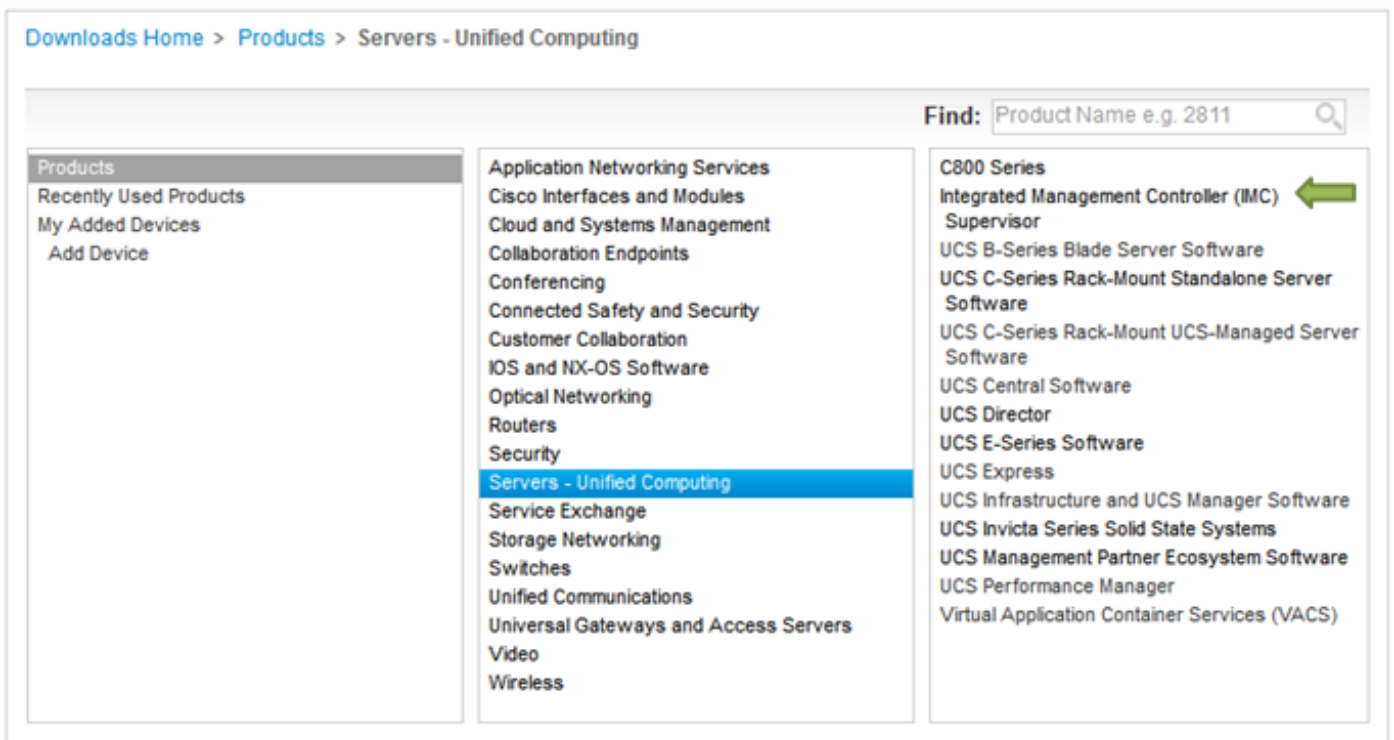 Downloads Home > Products > Servers - Unified Computing
Find: Product Name e.g. 2811
Products
Recently Used Products
My Added Devices
Add Device
Application Networking Services
Cisco Interfaces and Modules
Cloud and Systems Management
Collaboration Endpoints
Conferencing
Connected Safety and Security
Customer Collaboration
IOS and NX-OS Software
Optical Networking
Routers
Security
Servers - Unified Computing
Service Exchange
Storage Networking
Switches
Unified Communications
Universal Gateways and Access Servers
Video
Wireless
C800 Series
Integrated Management Controller (IMC)
Supervisor
UCS B-Series Blade Server Software
UCS C-Series Rack-Mount Standalone Server
Software
UCS C-Series Rack-Mount UCS-Managed Server
Software
UCS Central Software
UCS Director
UCS E-Series Software
UCS Express
UCS Infrastructure and UCS Manager Software
UCS Invicta Series Solid State Systems
UCS Management Partner Ecosystem Software
UCS Performance Manager
Virtual Application Container Services (VACS)